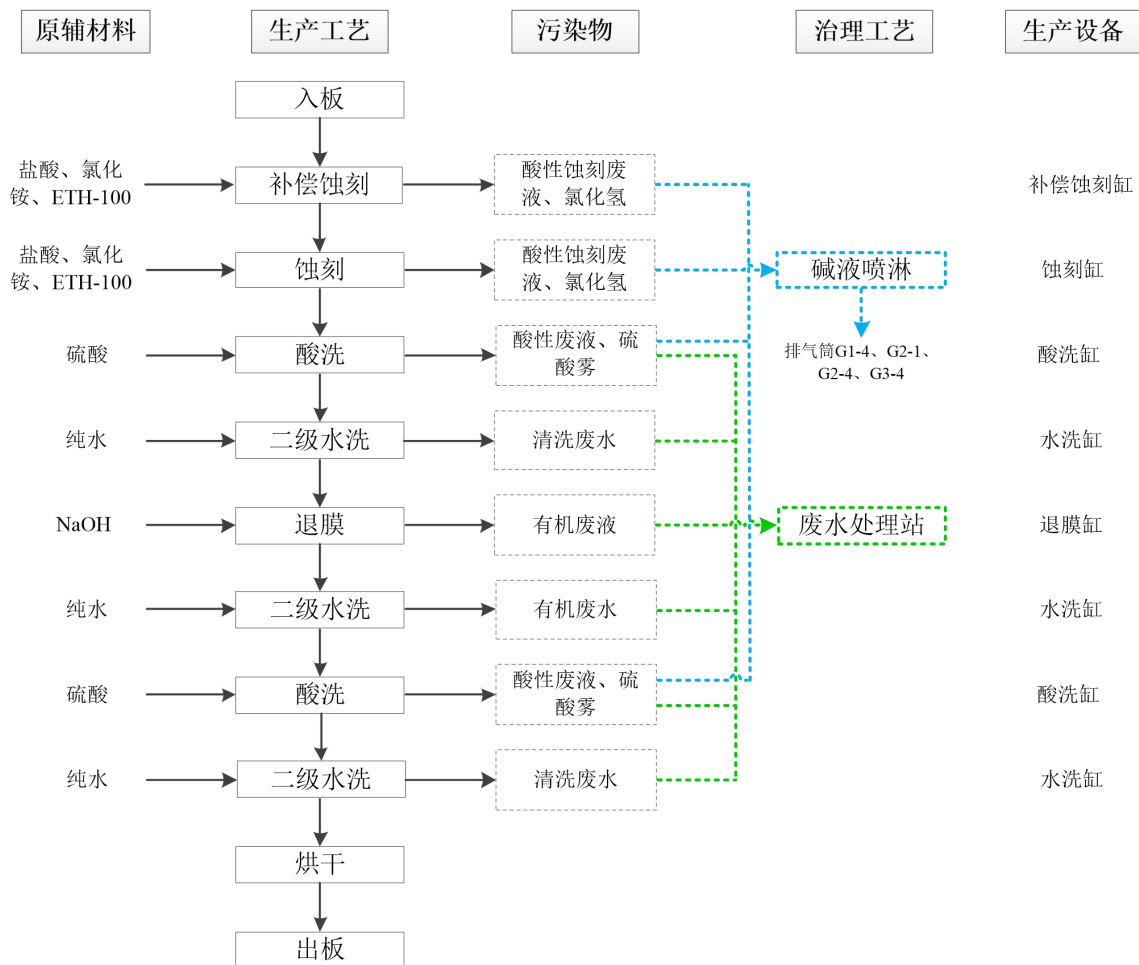 原辅材料
生产工艺
污染物
治理工艺
生产设备
入板
盐酸、氯化
铵、ETH-100
补偿蚀刻
酸性蚀刻废
液、氯化氢
补偿蚀刻缸
盐酸、氯化
铵、ETH-100
蚀刻
酸性蚀刻废
液、氯化氢
碱液喷淋
蚀刻缸
硫酸
酸洗
酸性废液、硫
酸雾
排气筒G1-4、G2-1、
G2-4、G3-4
酸洗缸
纯水
二级水洗
清洗废水
水洗缸
NaOH
退膜
有机废液
废水处理站
退膜缸
纯水
二级水洗
有机废水
水洗缸
硫酸
酸洗
酸性废液、硫
酸雾
酸洗缸
纯水
二级水洗
清洗废水
水洗缸
烘干
出板